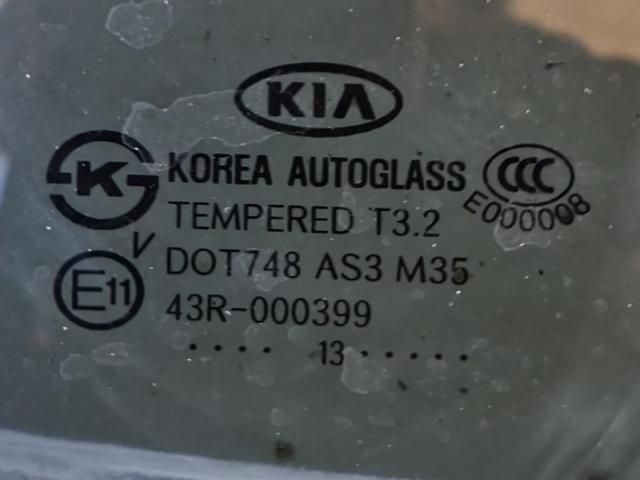 KIA
K KOREA AUTOGLASS CCC
TEMPERED T3.2 E000008
V DOT748 AS3 M35
E11 43R-000399
.... 13 .....